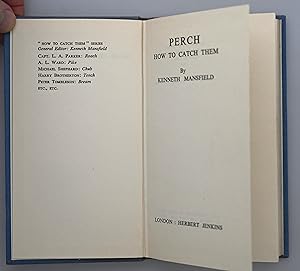 "HOW TO CATCH THEM" SERIES
General Editor: Kenneth Mansfield
CAPT. L. A. PARKER: Roach
A. L. WARD: Pike
MICHAEL SHEPHARD: Chub
HARRY BROTHERTON: Tench
PETER TOMBLESON: Bream
ETC., ETC.
PERCH
HOW TO CATCH THEM
By
KENNETH MANSFIELD
LONDON: HERBERT JENKINS